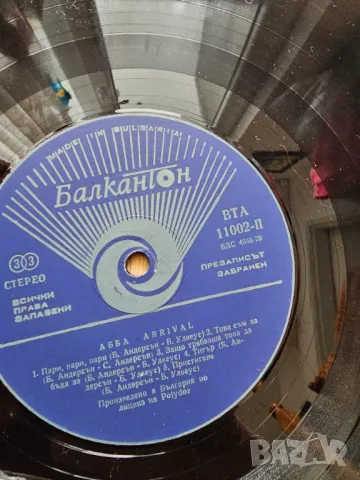 MADE IN BULGARIA
Балкантон
33
СТЕРЕО
ВТА
11002-II
БДС 4048-79
ВСИЧКИ
ПРАВА
ЗАПАЗЕНИ
ПРЕЗАПИСЪТ
ЗАБРАНЕН
АББА ARRIVAL
1. Пари, пари, пари (Б. Андерсън - Б. Улвеус) 2. Това съм аз
(Б. Андерсън - С. Андерсън) 3. Защо трябваше това да
бъда аз (Б. Андерсън - Б. Улвеус) 4. Тигър (Б. Ан-
дерсън - Б. Улвеус) 5. Пристигане
(Б. Андерсън - Б. Улвеус)
Произведено в България по
лиценз на Polydor
BAZAR